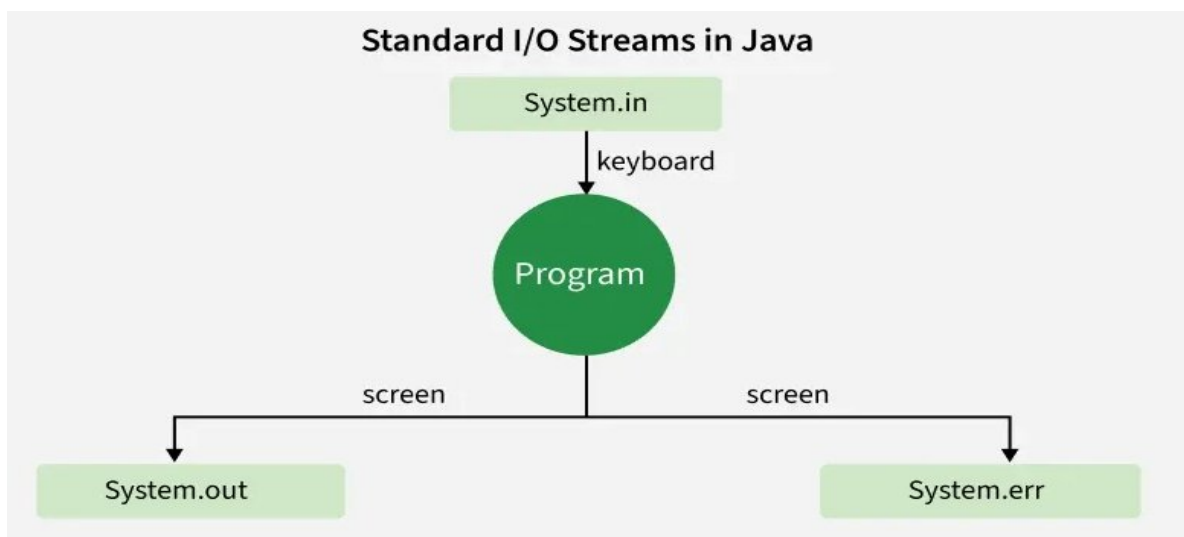 Standard I/O Streams in Java
System.in
keyboard
Program
screen
screen
System.out
System.err